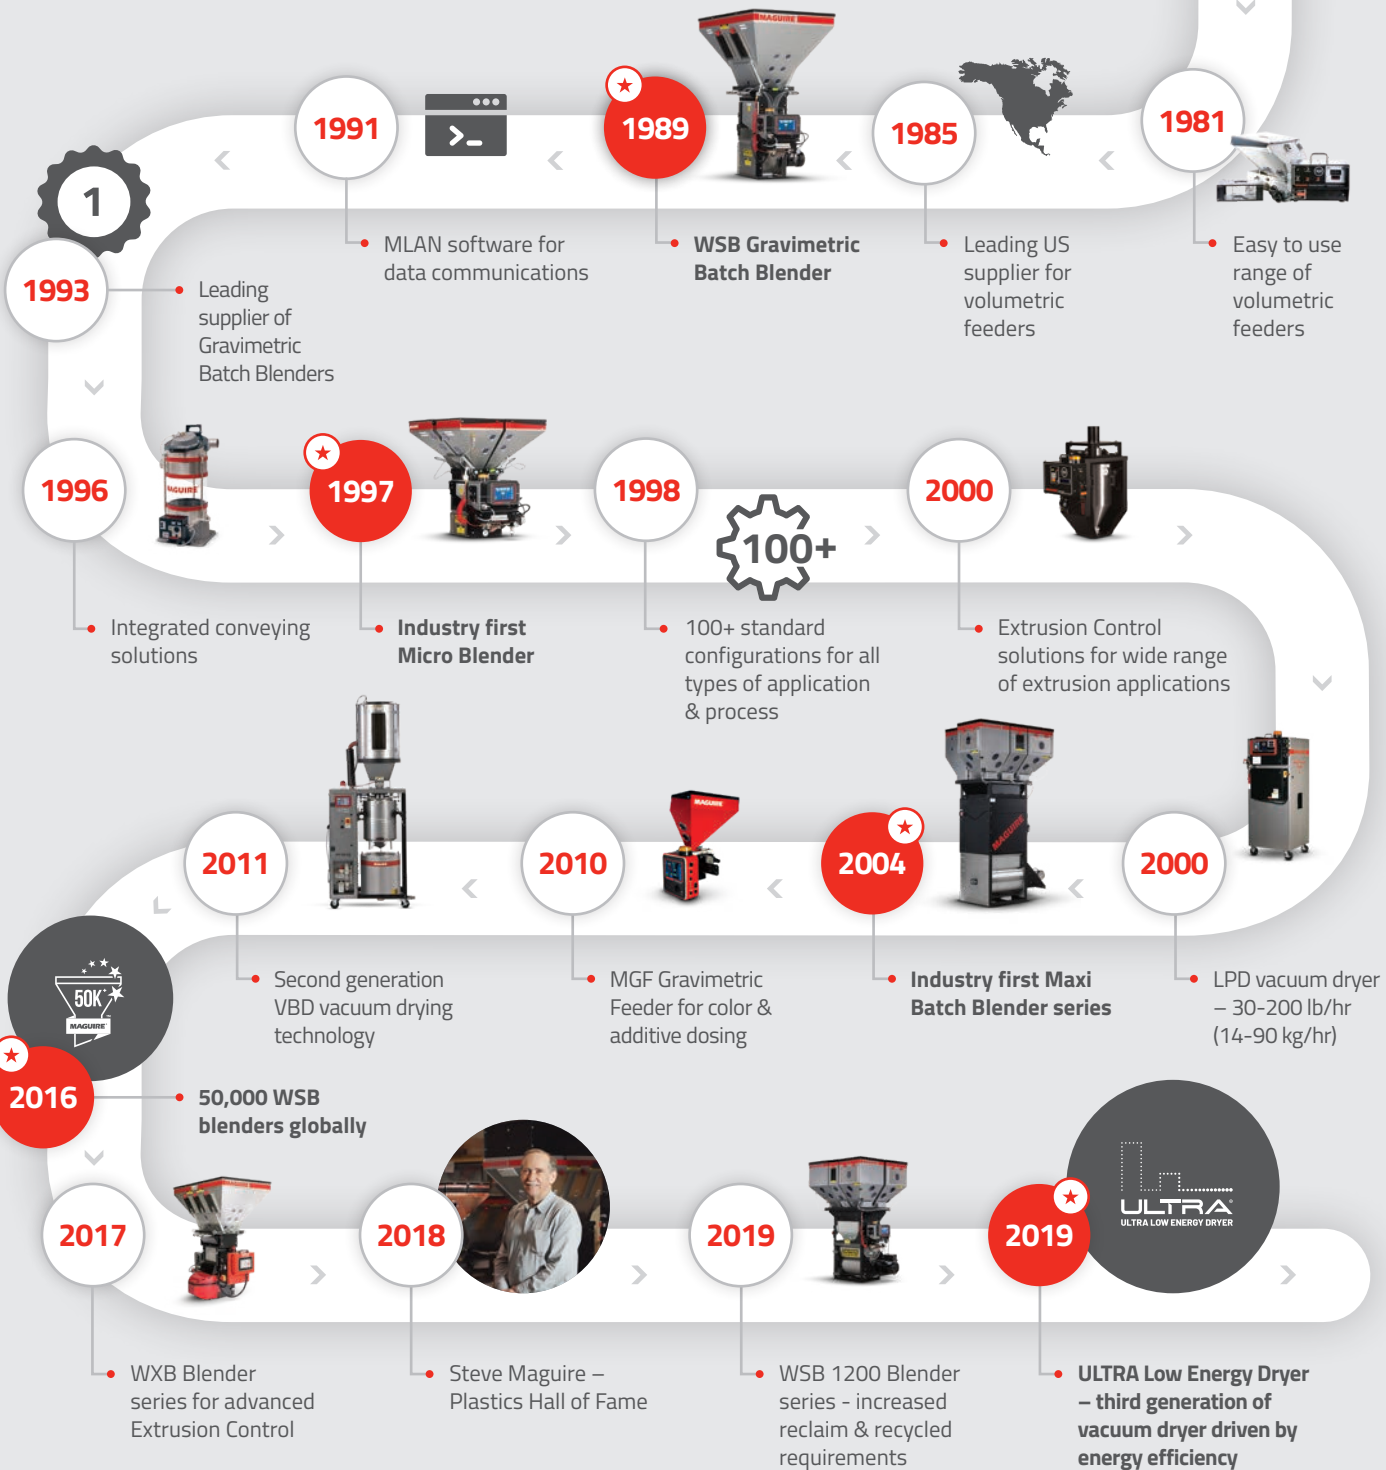 MAGUIRE
1981
Easy to use
range of
volumetric
feeders
1985
Leading US
supplier for
volumetric
feeders
1989
WSB Gravimetric
Batch Blender
1991
MLAN software for
data communications
1
1993
Leading
supplier of
Gravimetric
Batch Blenders
1996
MAGUIRE
Integrated conveying
solutions
1997
Industry first
Micro Blender
1998
100+
100+ standard
configurations for all
types of application
& process
2000
Extrusion Control
solutions for wide range
of extrusion applications
2000
LPD vacuum dryer
– 30-200 lb/hr
(14-90 kg/hr)
2004
MAGUIRE
Industry first Maxi
Batch Blender series
2010
MAGUIRE
MGF Gravimetric
Feeder for color &
additive dosing
2011
Second generation
VBD vacuum drying
technology
50K+
MAGUIRE
2016
50,000 WSB
blenders globally
2017
WXB Blender
series for advanced
Extrusion Control
2018
Steve Maguire –
Plastics Hall of Fame
2019
WSB 1200 Blender
series - increased
reclaim & recycled
requirements
2019
ULTRA®
ULTRA LOW ENERGY DRYER
ULTRA Low Energy Dryer
– third generation of
vacuum dryer driven by
energy efficiency